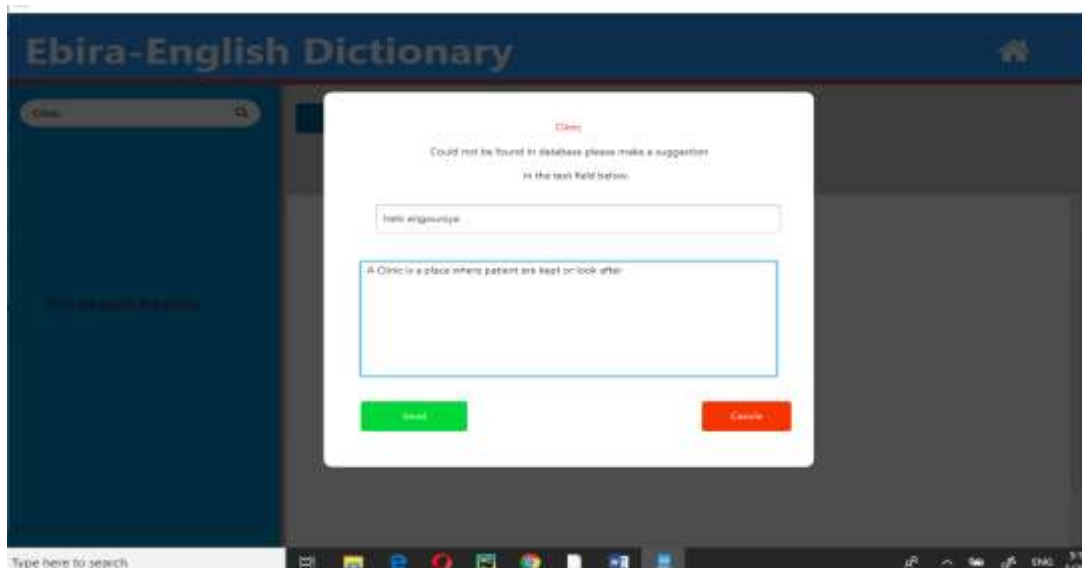 Ebira-English Dictionary
Clinic
Clinic
Could not be found in database please make a suggestion
in the text field below.
A Clinic is a place where patient are kept or look after
Send
Type here to search
ENG